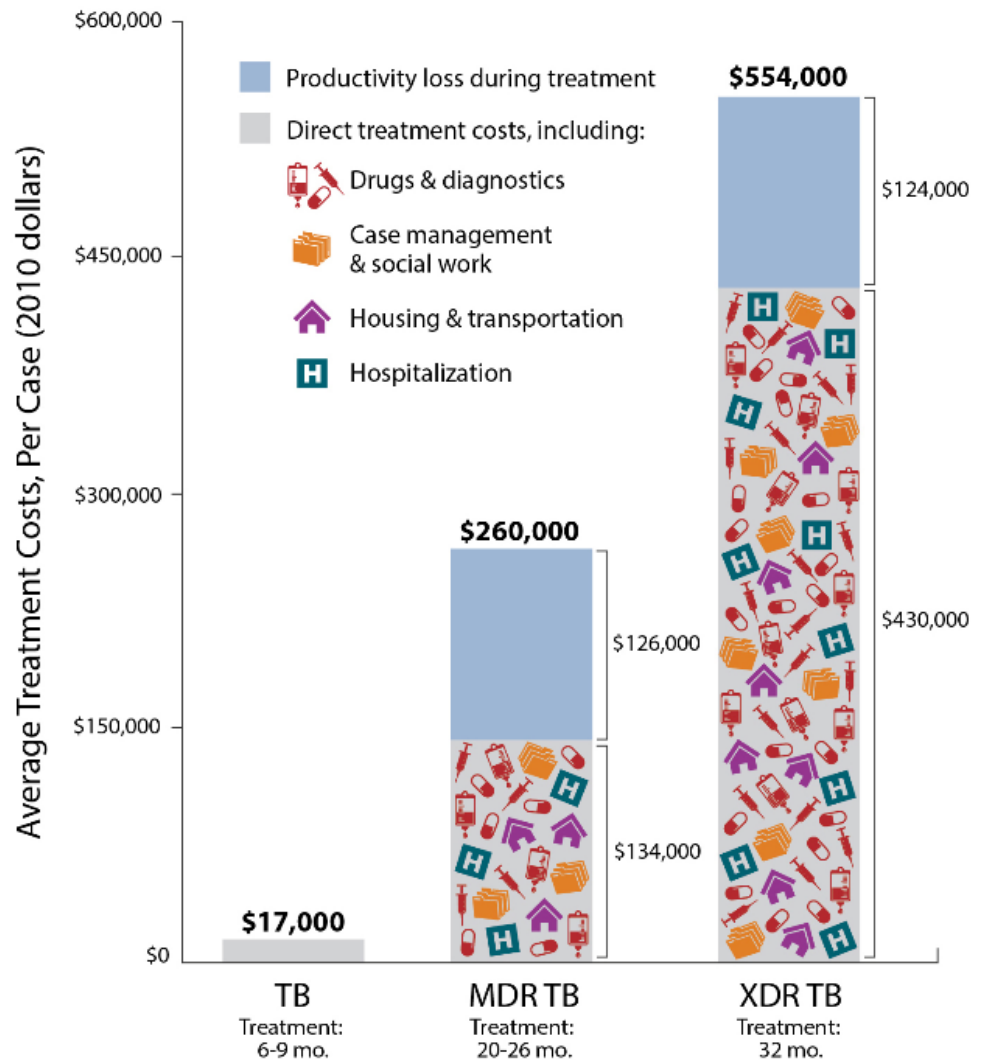 Average Treatment Costs, Per Case (2010 dollars)
$600,000
$450,000
$300,000
$150,000
$0
Productivity loss during treatment
Direct treatment costs, including:
Drugs & diagnostics
Case management
& social work
Housing & transportation
H Hospitalization
$17,000
$260,000
$126,000
$134,000
$554,000
$124,000
$430,000
TB
Treatment:
6-9 mo.
MDR TB
Treatment:
20-26 mo.
XDR TB
Treatment:
32 mo.